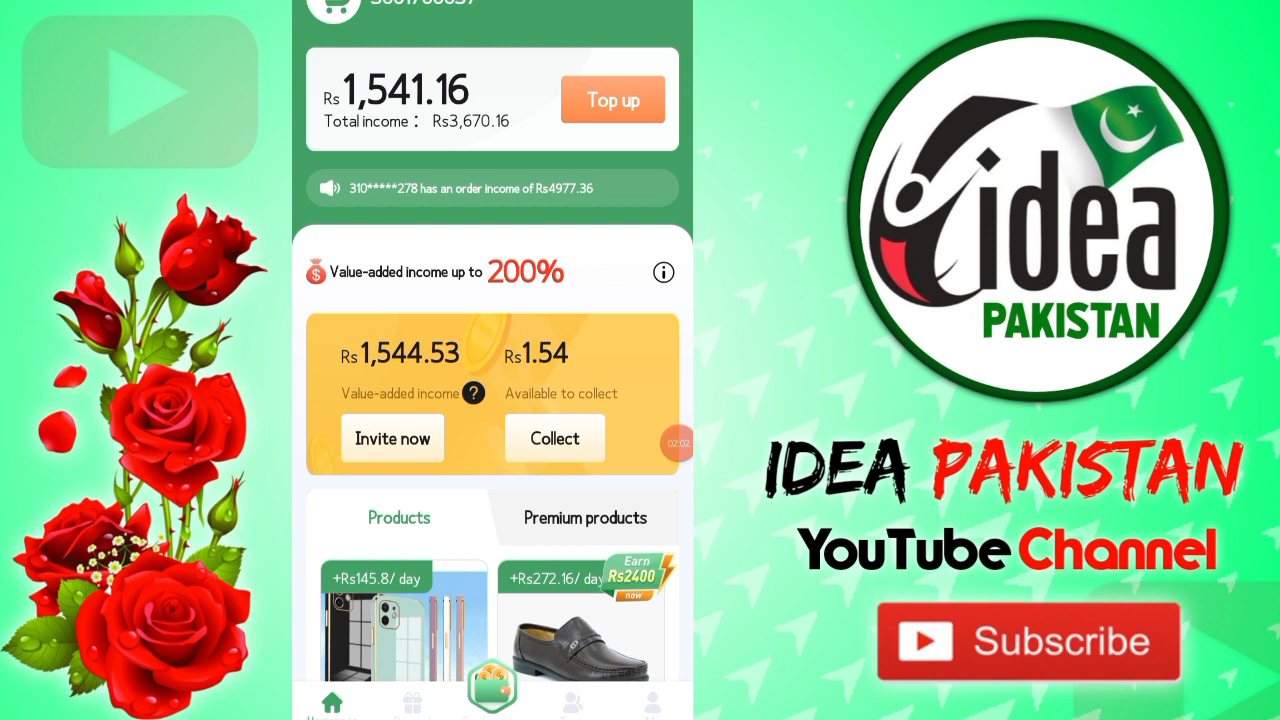 Rs 1,541.16
Total income： Rs3,670.16
Top up
310*****278 has an order income of Rs4977.36
Value-added income up to 200%
Rs 1,544.53
Value-added income ?
Invite now
Rs 1.54
Available to collect
Collect
02:02
Products
Premium products
+Rs145.8/ day
+Rs272.16/ day
Earn
Rs2400
now
idea
PAKISTAN
IDEA PAKISTAN
YouTube Channel
Subscribe